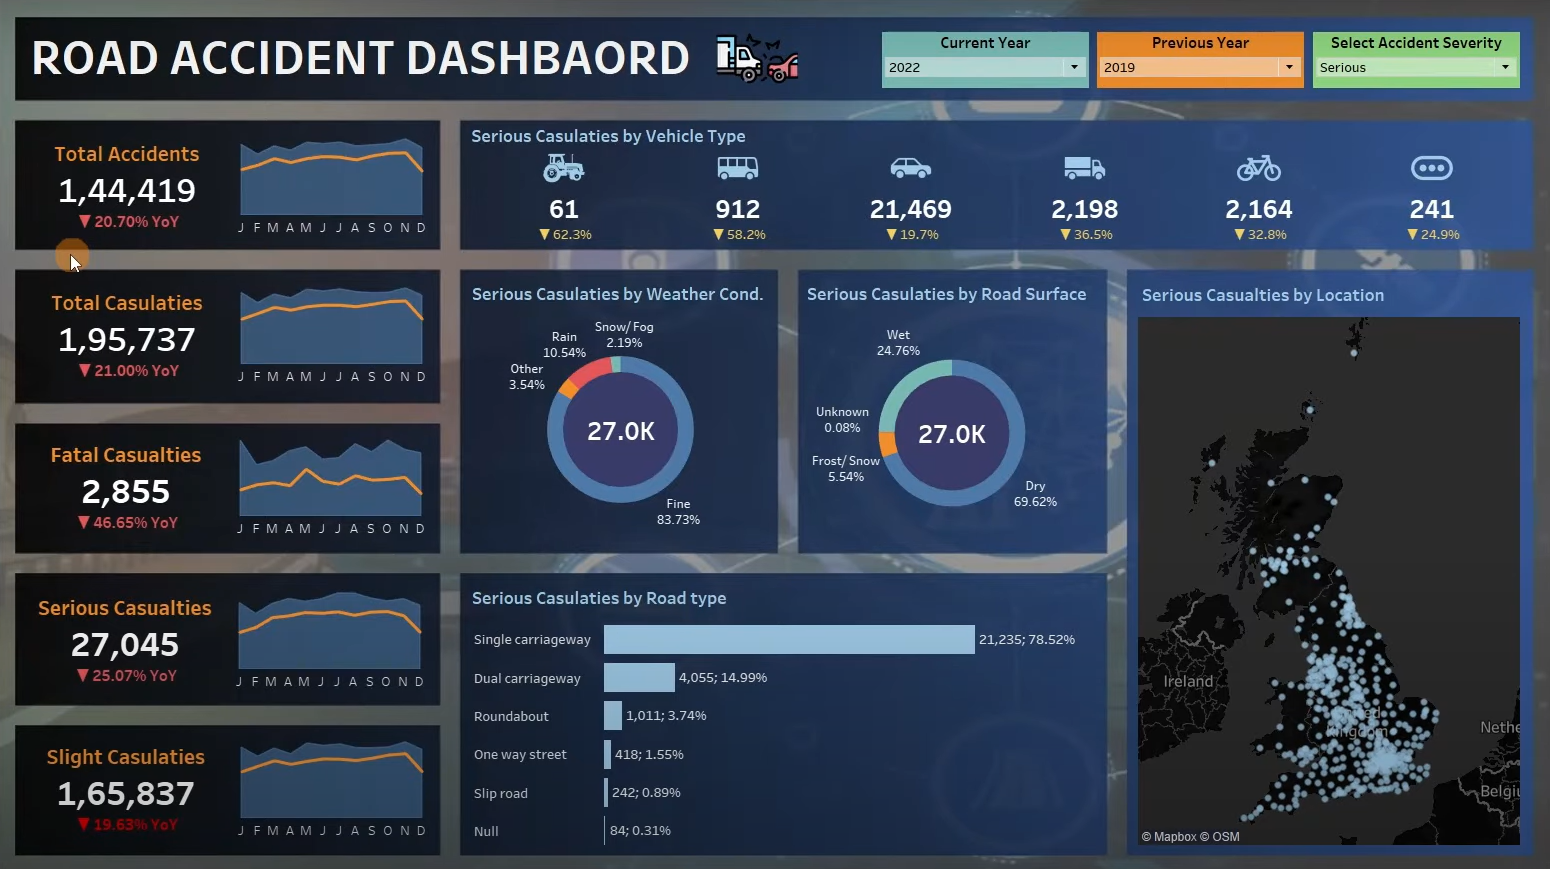 ROAD ACCIDENT DASHBAORD
Current Year
2022
Previous Year
2019
Select Accident Severity
Serious
Total Accidents
1,44,419
▼ 20.70% YoY
J F M A M J J A S O N D
Serious Casulaties by Vehicle Type
61
▼ 62.3%
912
▼ 58.2%
21,469
▼ 19.7%
2,198
▼ 36.5%
2,164
▼ 32.8%
241
▼ 24.9%
Total Casulaties
1,95,737
▼ 21.00% YoY
J F M A M J J A S O N D
Fatal Casualties
2,855
▼ 46.65% YoY
J F M A M J J A S O N D
Serious Casualties
27,045
▼ 25.07% YoY
J F M A M J J A S O N D
Slight Casulaties
1,65,837
▼ 19.63% YoY
J F M A M J J A S O N D
Serious Casulaties by Weather Cond.
Snow/ Fog
2.19%
Rain
10.54%
Other
3.54%
27.0K
Fine
83.73%
Serious Casulaties by Road Surface
Wet
24.76%
Unknown
0.08%
Frost/ Snow
5.54%
27.0K
Dry
69.62%
Serious Casulaties by Road type
Single carriageway
21,235; 78.52%
Dual carriageway
4,055; 14.99%
Roundabout
1,011; 3.74%
One way street
418; 1.55%
Slip road
242; 0.89%
Null
84; 0.31%
Serious Casualties by Location
Ireland
United
Kingdom
Nethe
Belgiu
© Mapbox © OSM